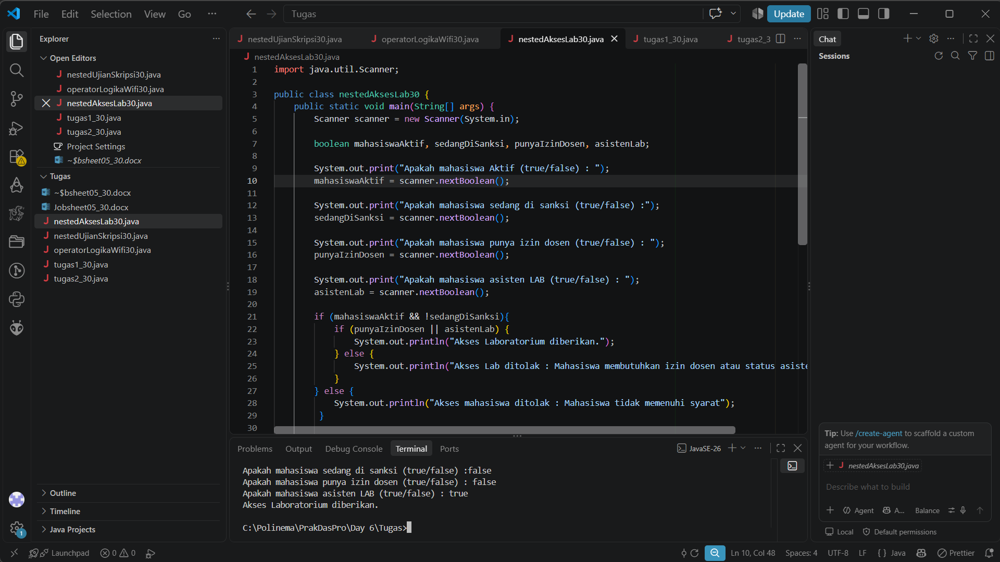 File Edit Selection View Go ···
Tugas
Update
Explorer
Open Editors
nestedUjianSkripsi30.java
operatorLogikaWifi30.java
nestedAksesLab30.java
tugas1_30.java
tugas2_30.java
Project Settings
~$bsheet05_30.docx
Tugas
~$bsheet05_30.docx
Jobsheet05_30.docx
nestedAksesLab30.java
nestedUjianSkripsi30.java
operatorLogikaWifi30.java
tugas1_30.java
tugas2_30.java
Outline
Timeline
Java Projects
nestedUjianSkripsi30.java operatorLogikaWifi30.java nestedAksesLab30.java tugas1_30.java tugas2_3
nestedAksesLab30.java
1 import java.util.Scanner;
2
3 public class nestedAksesLab30 {
4 public static void main(String[] args) {
5 Scanner scanner = new Scanner(System.in);
6
7 boolean mahasiswaAktif, sedangDiSanksi, punyaIzinDosen, asistenLab;
8
9 System.out.print("Apakah mahasiswa Aktif (true/false) : ");
10 mahasiswaAktif = scanner.nextBoolean();
11
12 System.out.print("Apakah mahasiswa sedang di sanksi (true/false) :");
13 sedangDiSanksi = scanner.nextBoolean();
14
15 System.out.print("Apakah mahasiswa punya izin dosen (true/false) : ");
16 punyaIzinDosen = scanner.nextBoolean();
17
18 System.out.print("Apakah mahasiswa asisten LAB (true/false) : ");
19 asistenLab = scanner.nextBoolean();
20
21 if (mahasiswaAktif && !sedangDiSanksi){
22 if (punyaIzinDosen || asistenLab) {
23 System.out.println("Akses Laboratorium diberikan.");
24 } else {
25 System.out.println("Akses Lab ditolak : Mahasiswa membutuhkan izin dosen atau status asiste
26 }
27 } else {
28 System.out.println("Akses mahasiswa ditolak : Mahasiswa tidak memenuhi syarat");
29 }
30
Problems Output Debug Console Terminal Ports
JavaSE-26
Apakah mahasiswa sedang di sanksi (true/false) :false
Apakah mahasiswa punya izin dosen (true/false) : false
Apakah mahasiswa asisten LAB (true/false) : true
Akses Laboratorium diberikan.
C:\Polinema\PrakDasPro\Day 6\Tugas>
Chat
Sessions
Tip: Use /create-agent to scaffold a custom
agent for your workflow.
nestedAksesLab30.java
Describe what to build
Agent A... Balance
Local Default permissions
1
Launchpad 0 0
Ln 10, Col 48 Spaces: 4 UTF-8 LF { } Java Prettier